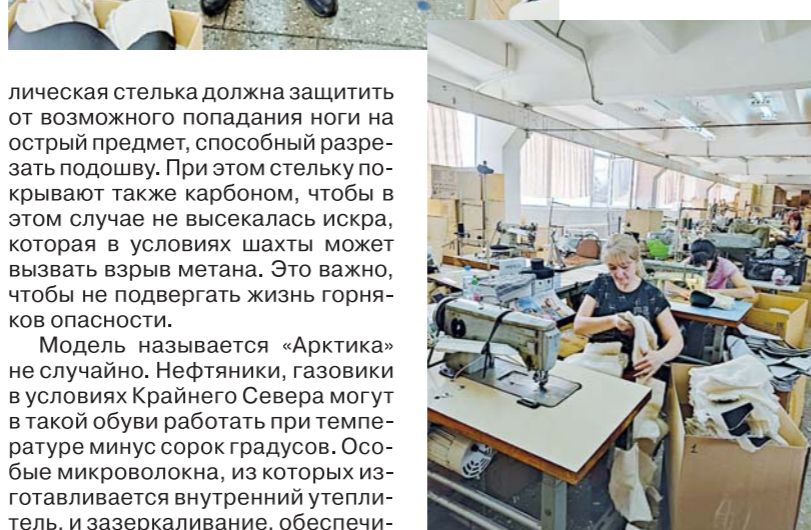 лическая стелька должна защитить
от возможного попадания ноги на
острый предмет, способный разре-
зать подошву. При этом стельку по-
крывают также карбоном, чтобы в
этом случае не высекалась искра,
которая в условиях шахты может
вызвать взрыв метана. Это важно,
чтобы не подвергать жизнь горня-
ков опасности.
Модель называется «Арктика»
не случайно. Нефтяники, газовики
в условиях Крайнего Севера могут
в такой обуви работать при темпе-
ратуре минус сорок градусов. Осо-
бые микроволокна, из которых из-
готавливается внутренний утепли-
тель, и зазеркаливание, обеспечи-